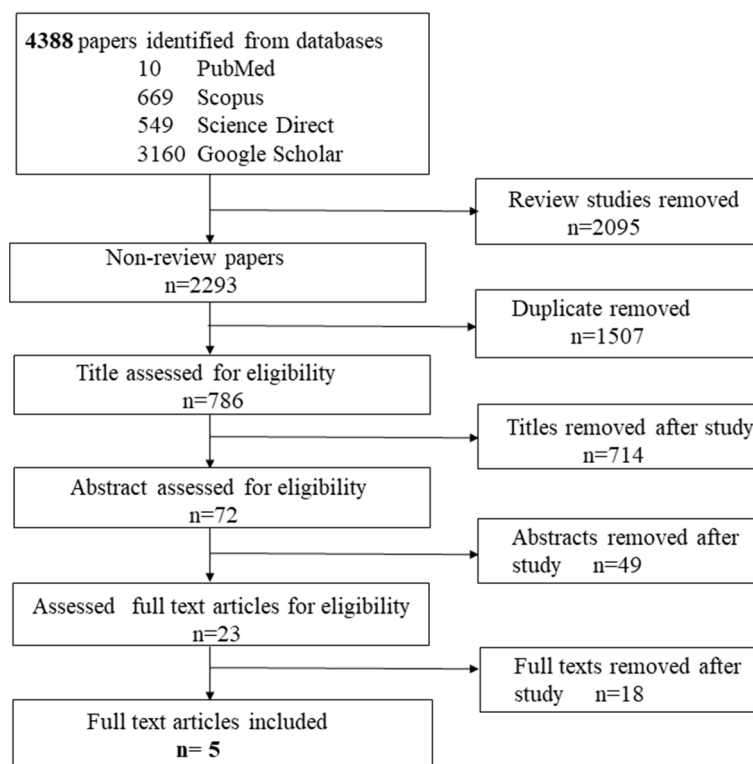 4388 papers identified from databases
10 PubMed
669 Scopus
549 Science Direct
3160 Google Scholar
Review studies removed
n=2095
Non-review papers
n=2293
Duplicate removed
n=1507
Title assessed for eligibility
n=786
Titles removed after study
n=714
Abstract assessed for eligibility
n=72
Abstracts removed after
study n=49
Assessed full text articles for eligibility
n=23
Full texts removed after
study n=18
Full text articles included
n= 5